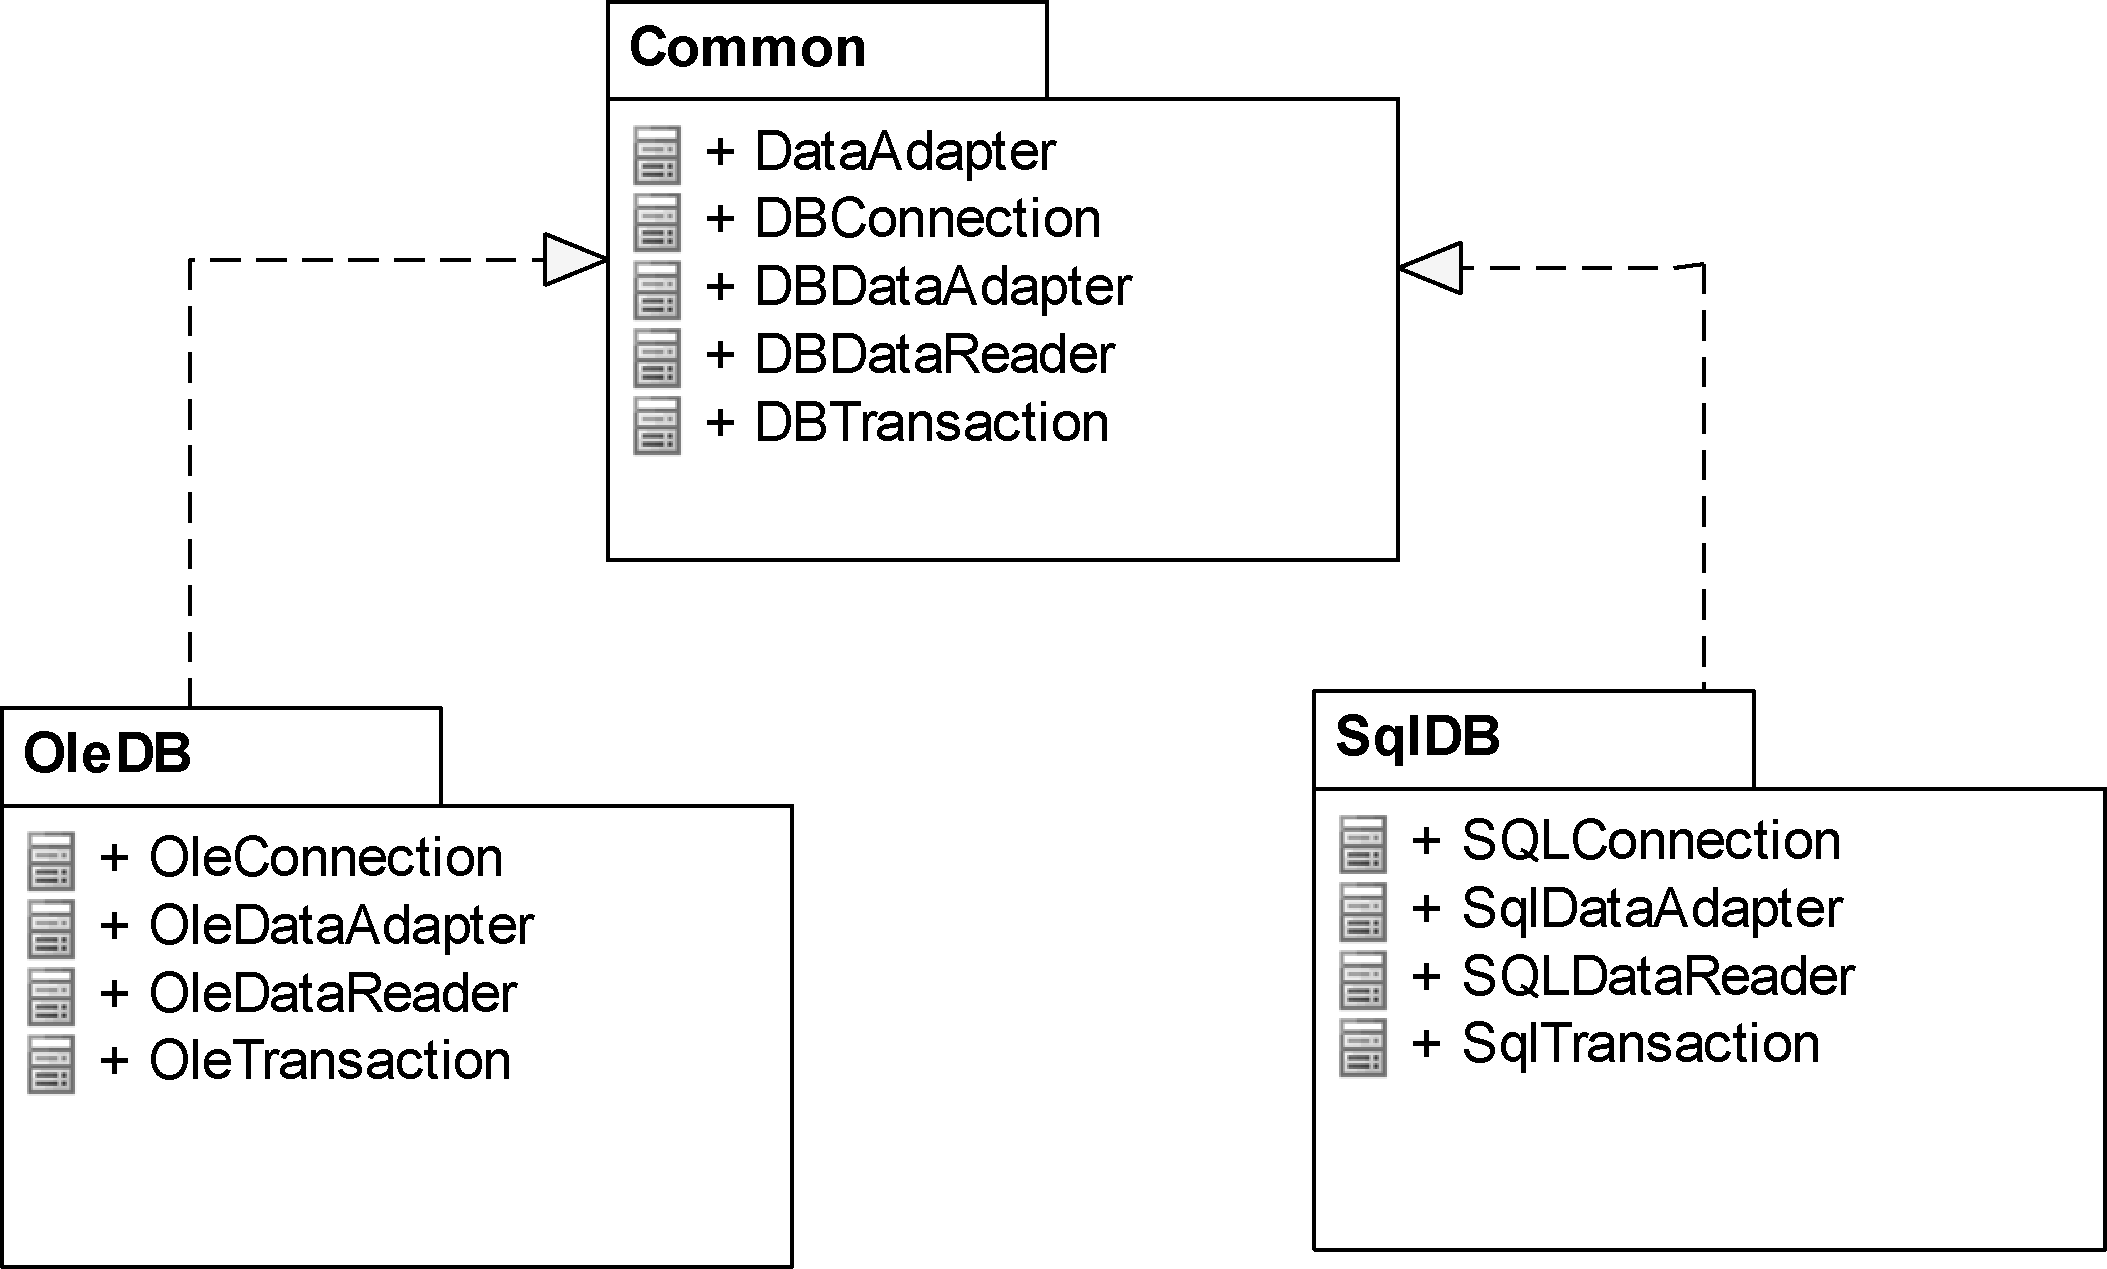 Common
+ DataAdapter
+ DBConnection
+ DBDataAdapter
+ DBDataReader
+ DBTransaction
OleDB
+ OleConnection
+ OleDataAdapter
+ OleDataReader
+ OleTransaction
SqlDB
+ SQLConnection
+ SqlDataAdapter
+ SQLDataReader
+ SqlTransaction